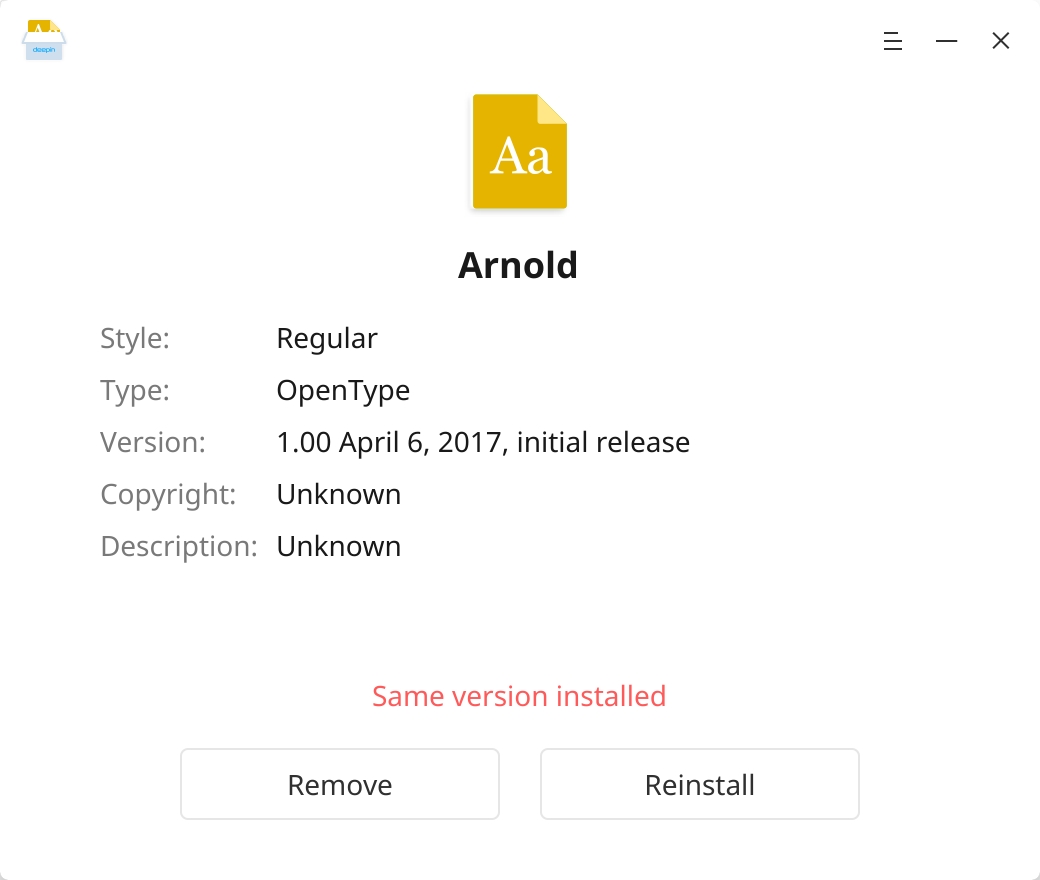 deepin
Aa
Arnold
Style: Regular
Type: OpenType
Version: 1.00 April 6, 2017, initial release
Copyright: Unknown
Description: Unknown
Same version installed
Remove Reinstall